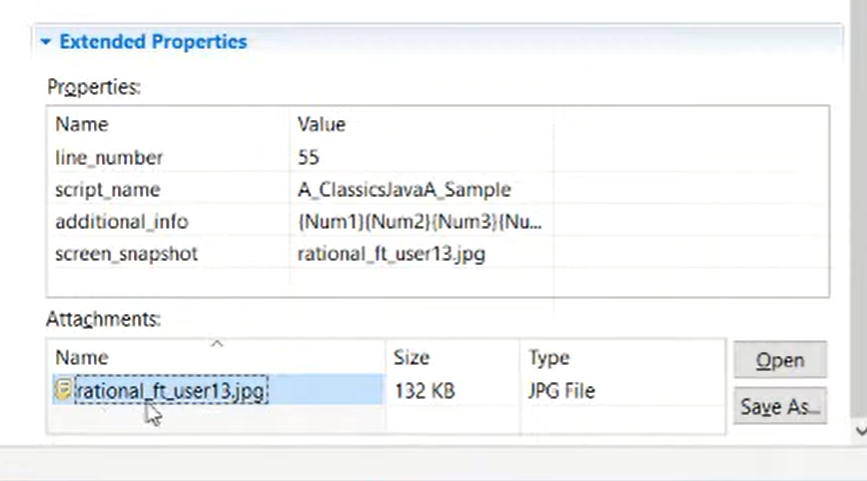 Extended Properties
Properties:
Name Value
line_number 55
script_name A_ClassicsJavaA_Sample
additional_info {Num1}{Num2}{Num3}{Nu...
screen_snapshot rational_ft_user13.jpg
Attachments:
Name Size Type
rational_ft_user13.jpg 132 KB JPG File
Open
Save As...